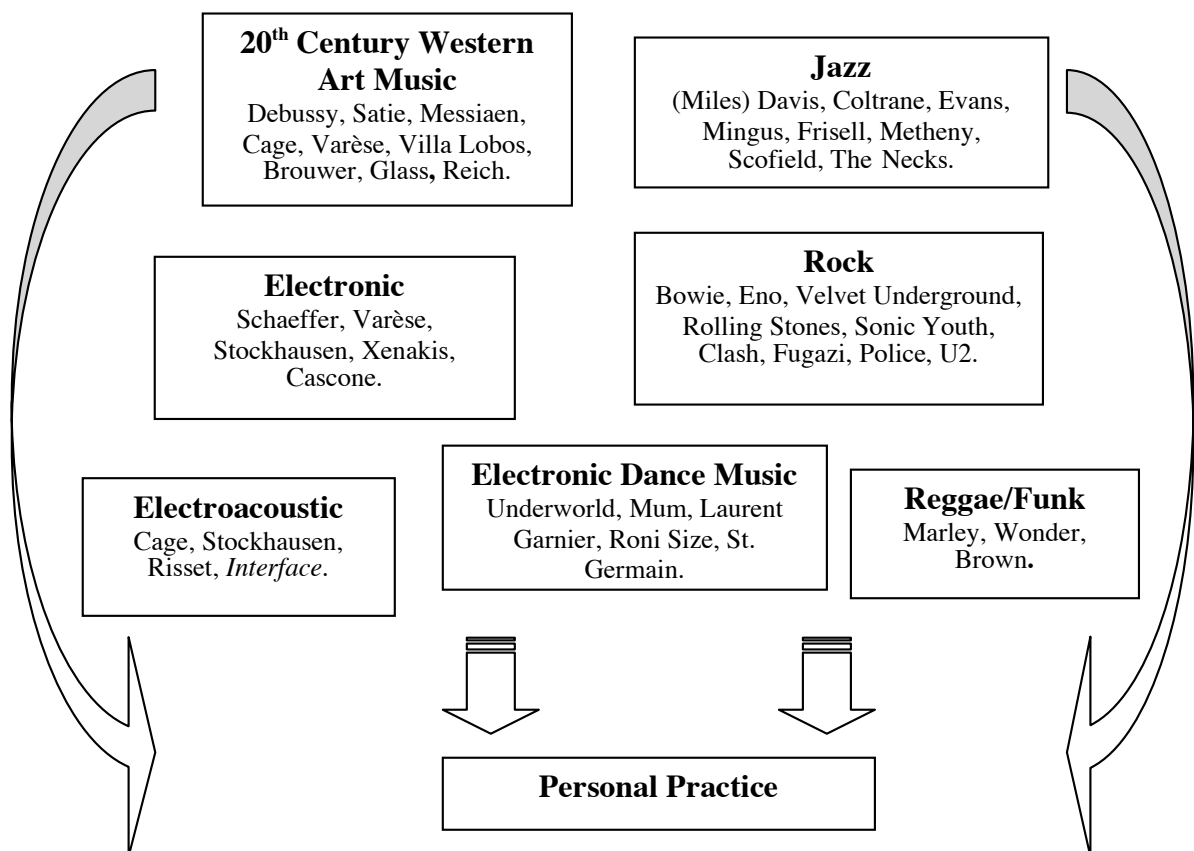 20th Century Western
Art Music
Debussy, Satie, Messiaen,
Cage, Varèse, Villa Lobos,
Brouwer, Glass, Reich.
Jazz
(Miles) Davis, Coltrane, Evans,
Mingus, Frisell, Metheny,
Scofield, The Necks.
Electronic
Schaeffer, Varèse,
Stockhausen, Xenakis,
Cascone.
Rock
Bowie, Eno, Velvet Underground,
Rolling Stones, Sonic Youth,
Clash, Fugazi, Police, U2.
Electroacoustic
Cage, Stockhausen,
Risset, Interface.
Electronic Dance Music
Underworld, Mum, Laurent
Garnier, Roni Size, St.
Germain.
Reggae/Funk
Marley, Wonder,
Brown.
Personal Practice